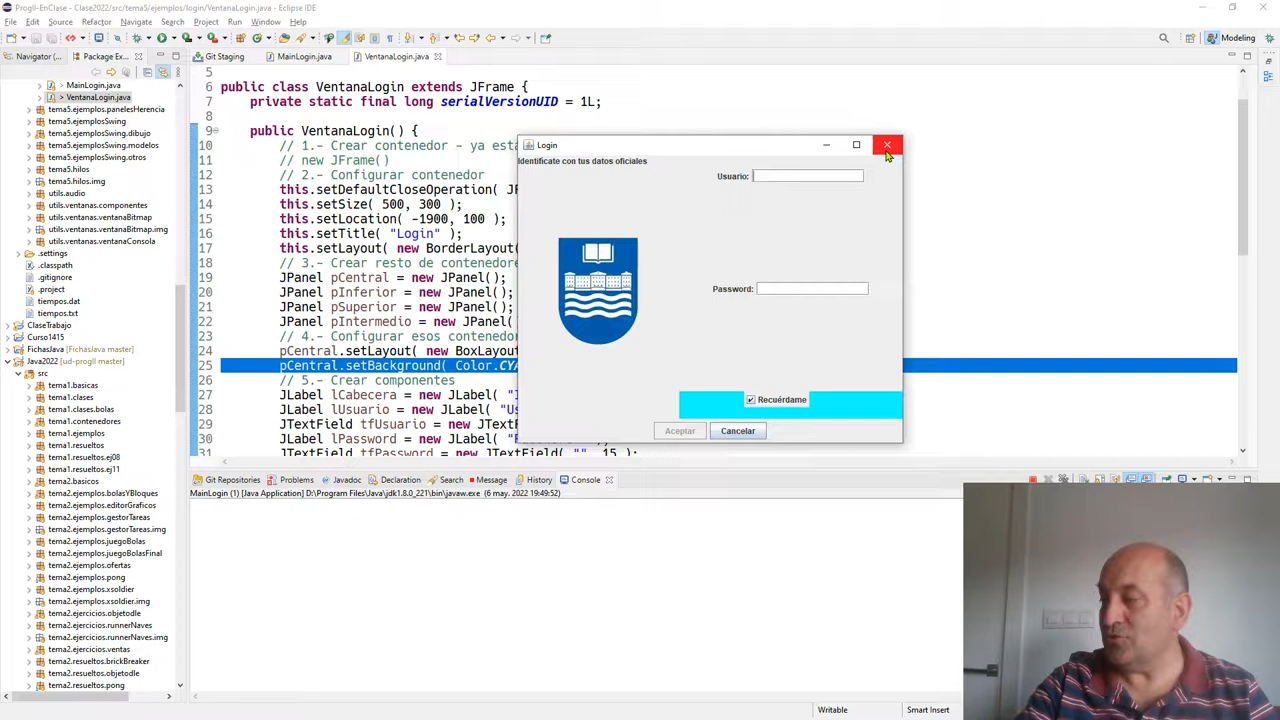 ProgII-EnClase - Clase2022/src/tema5/ejemplos/login/VentanaLogin.java - Eclipse IDE
File Edit Source Refactor Navigate Search Project Run Window Help
Modeling
Navigator (... Package Exp...
Git Staging MainLogin.java VentanaLogin.java
> MainLogin.java
> VentanaLogin.java
tema5.ejemplos.panelesHerencia
tema5.ejemplosSwing
tema5.ejemplosSwing.dibujo
tema5.ejemplosSwing.modelos
tema5.ejemplosSwing.otros
tema5.hilos
tema5.hilos.img
utils.audio
utils.ventanas.componentes
utils.ventanas.ventanaBitmap
utils.ventanas.ventanaBitmap.img
utils.ventanas.ventanaConsola
.settings
.classpath
.gitignore
.project
tiempos.dat
tiempos.txt
ClaseTrabajo
Curso1415
FichasJava [FichasJava master]
Java2022 [ud-progII master]
src
tema1.basicas
tema1.clases
tema1.clases.bolas
tema1.contenedores
tema1.ejemplos
tema1.resueltos
tema1.resueltos.ej08
tema1.resueltos.ej11
tema2.basicos
tema2.ejemplos.bolasYBloques
tema2.ejemplos.editorGraficos
tema2.ejemplos.gestorTareas
tema2.ejemplos.gestorTareas.img
tema2.ejemplos.juegoBolas
tema2.ejemplos.juegoBolasFinal
tema2.ejemplos.ofertas
tema2.ejemplos.pong
tema2.ejemplos.xsoldier
tema2.ejemplos.xsoldier.img
tema2.ejercicios.objetodle
tema2.ejercicios.runnerNaves
tema2.ejercicios.runnerNaves.img
tema2.ejercicios.ventas
tema2.resueltos.brickBreaker
tema2.resueltos.objetodle
tema2.resueltos.pong
5
6 public class VentanaLogin extends JFrame {
7 private static final long serialVersionUID = 1L;
8
9 public VentanaLogin() {
10 // 1.- Crear contenedor - ya esta
11 // new JFrame()
12 // 2.- Configurar contenedor
13 this.setDefaultCloseOperation( JF
14 this.setSize( 500, 300 );
15 this.setLocation( -1900, 100 );
16 this.setTitle( "Login" );
17 this.setLayout( new BorderLayout(
18 // 3.- Crear resto de contenedore
19 JPanel pCentral = new JPanel();
20 JPanel pInferior = new JPanel();
21 JPanel pSuperior = new JPanel();
22 JPanel pIntermedio = new JPanel()
23 // 4.- Configurar esos contenedor
24 pCentral.setLayout( new BoxLayout
25 pCentral.setBackground( Color.CY
26 // 5.- Crear componentes
27 JLabel lCabecera = new JLabel( "I
28 JLabel lUsuario = new JLabel( "Us
29 JTextField tfUsuario = new JTextF
30 JLabel lPassword = new JLabel( "P
31 JTextField tfPassword = new JTextField( "", 15 );
Login
Identificate con tus datos oficiales
Usuario:
Password:
Recuérdame
Aceptar Cancelar
Git Repositories Problems Javadoc Declaration Search Message History Console
MainLogin (1) [Java Application] D:\Program Files\Java\jdk1.8.0_221\bin\javaw.exe (6 may. 2022 19:49:52)
Writable Smart Insert